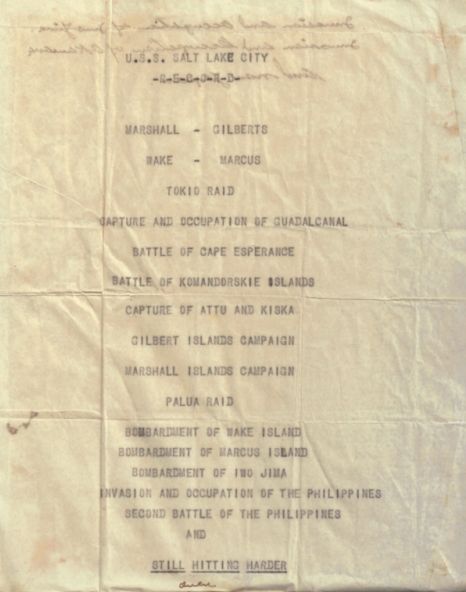 U.S.S. SALT LAKE CITY
-R-E-C-O-R-D-
MARSHALL - GILBERTS
WAKE - MARCUS
TOKIO RAID
CAPTURE AND OCCUPATION OF GUADALCANAL
BATTLE OF CAPE ESPERANCE
BATTLE OF KOMANDORSKIE ISLANDS
CAPTURE OF ATTU AND KISKA
GILBERT ISLANDS CAMPAIGN
MARSHALL ISLANDS CAMPAIGN
PALUA RAID
BOMBARDMENT OF WAKE ISLAND
BOMBARDMENT OF MARCUS ISLAND
BOMBARDMENT OF IWO JIMA
INVASION AND OCCUPATION OF THE PHILIPPINES
SECOND BATTLE OF THE PHILIPPINES
AND
STILL HITTING HARDER